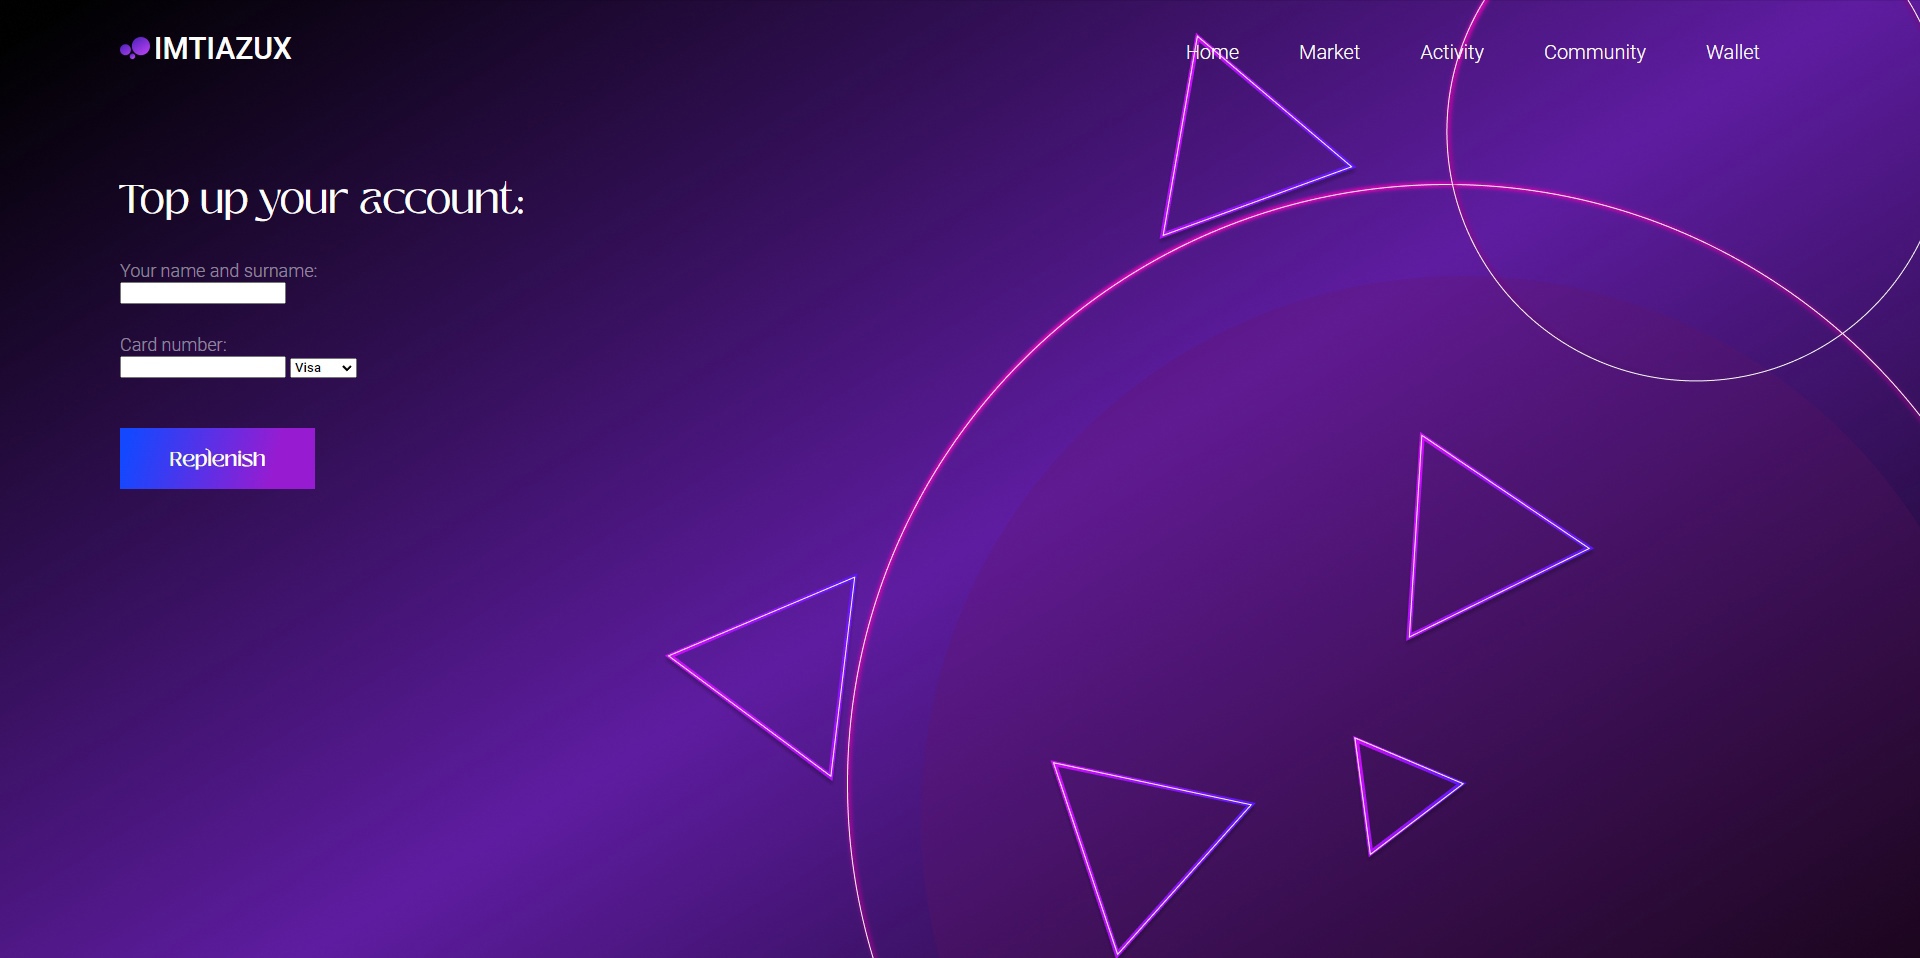 IMTIAZUX
Home Market Activity Community Wallet
Top up your account:
Your name and surname:
Card number:
Visa
Replenish